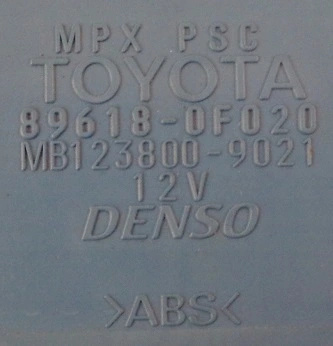 MPX PSC
TOYOTA
89618-0F020
MB123800-9021
12V
DENSO
>ABS<